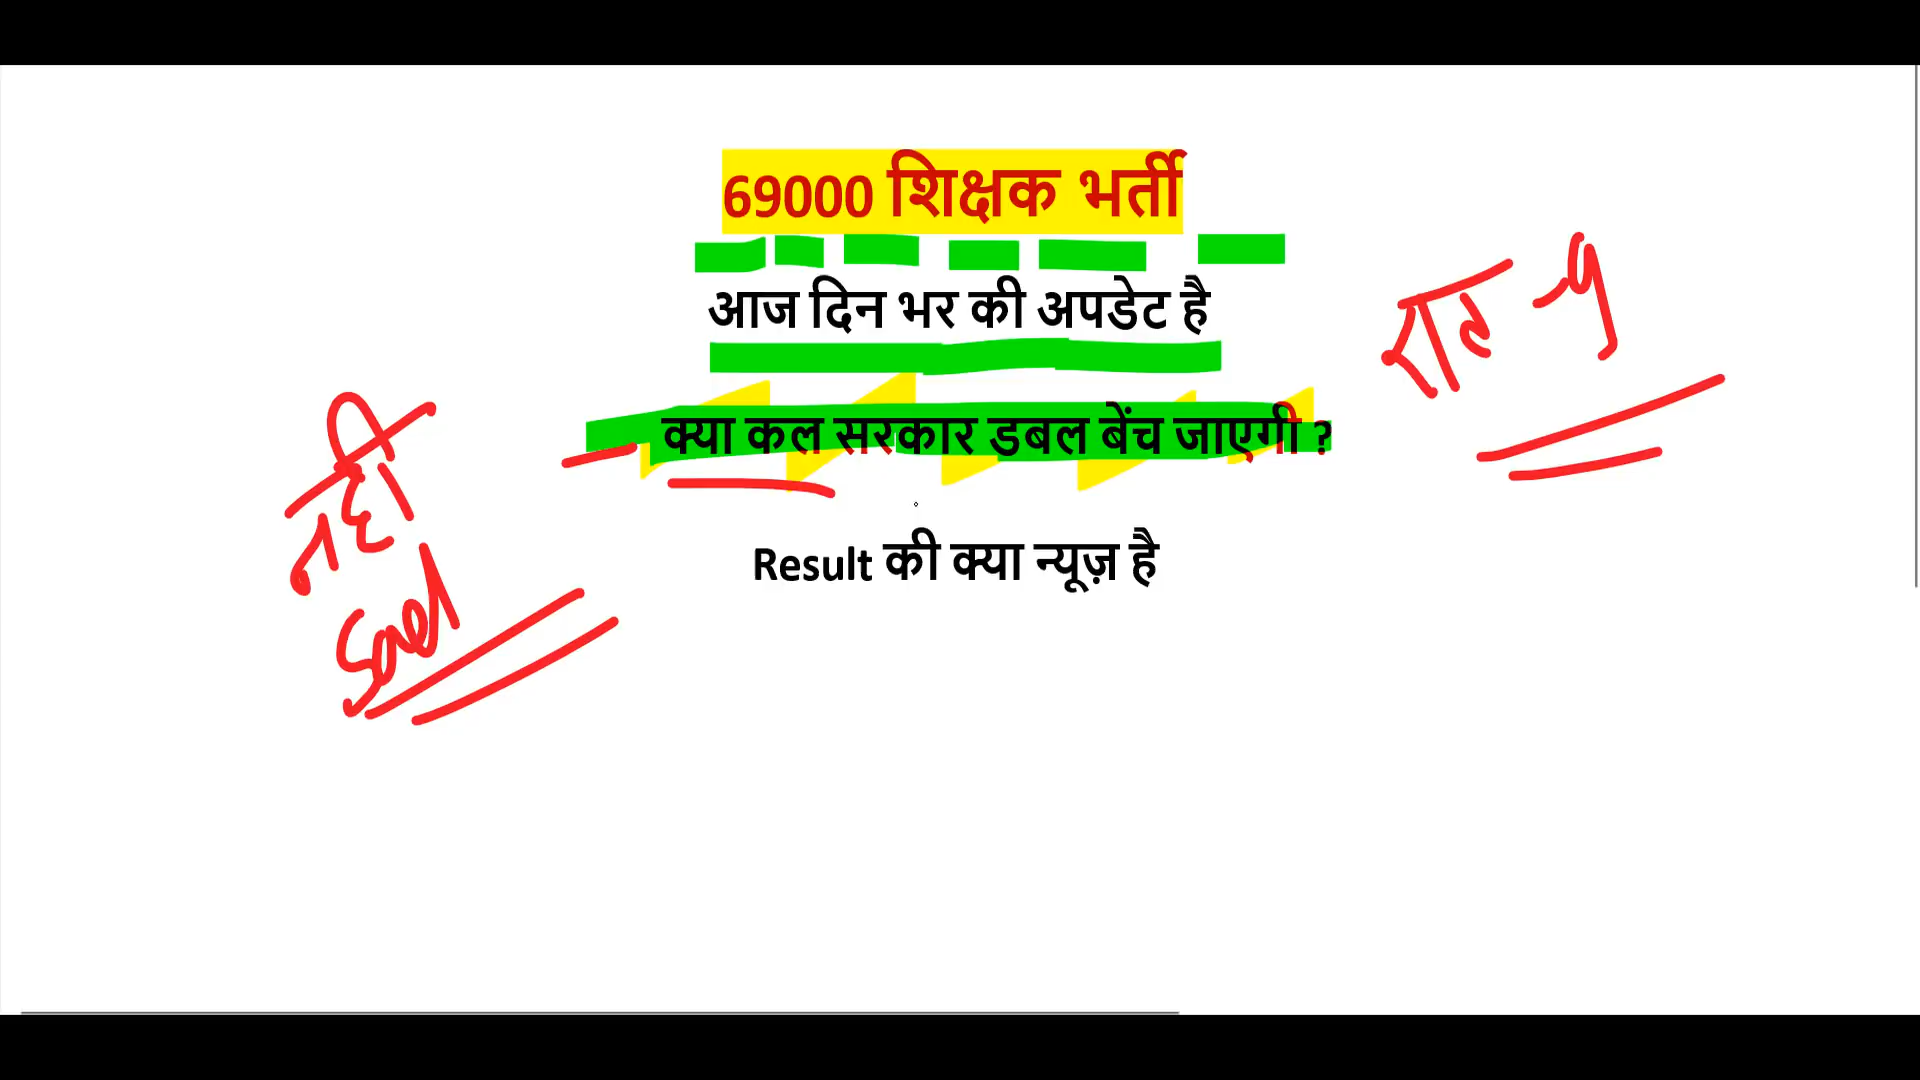 69000 शिक्षक भर्ती
आज दिन भर की अपडेट है
क्या कल सरकार डबल बेंच जाएगी ?
Result की क्या न्यूज़ है
नही